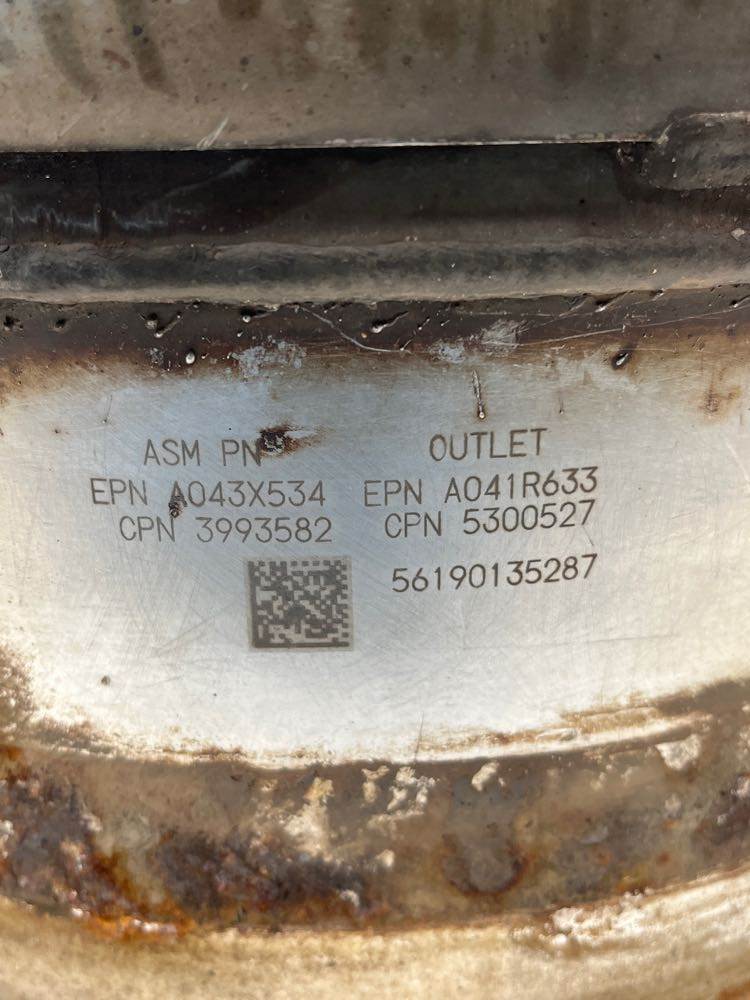 ASM PN
EPN A043X534
CPN 3993582
OUTLET
EPN A041R633
CPN 5300527
56190135287